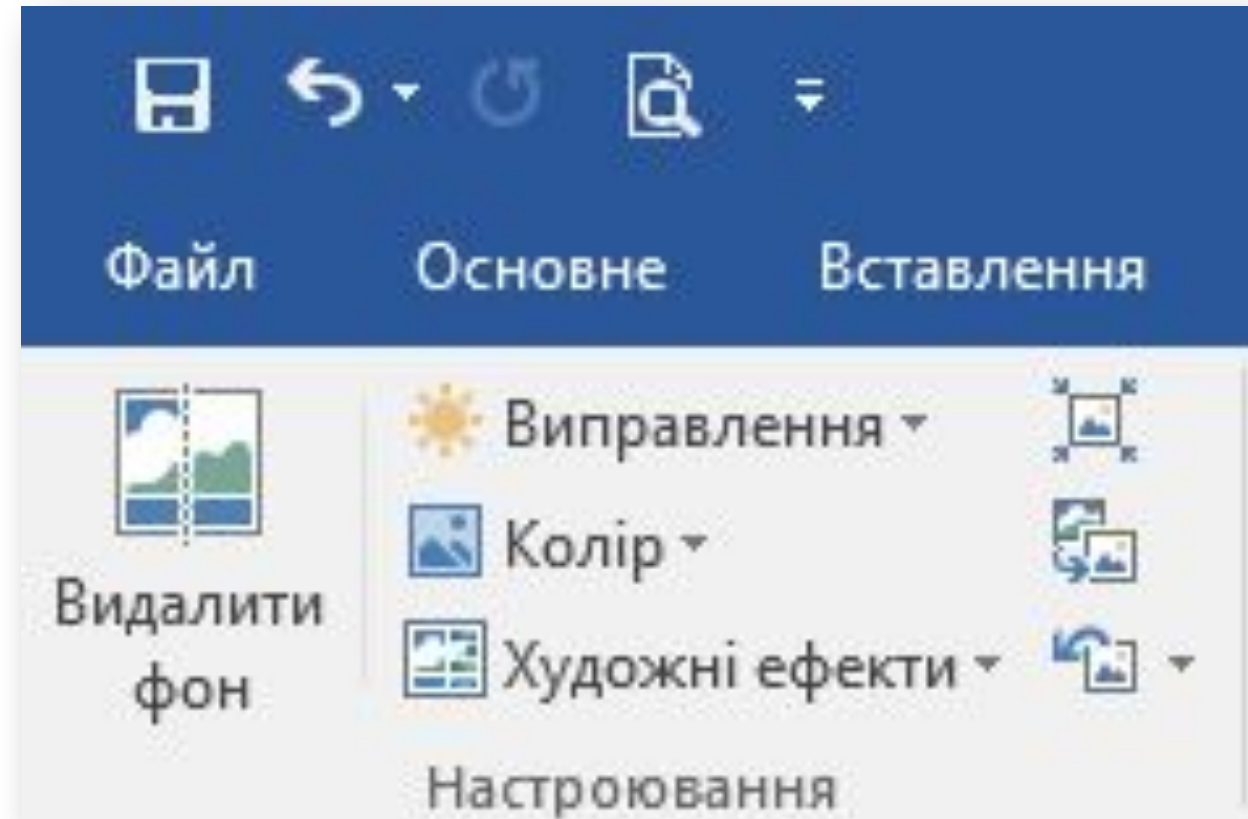 Файл Основне Вставлення
Видалити
фон
Виправлення
Колір
Художні ефекти
Настроювання